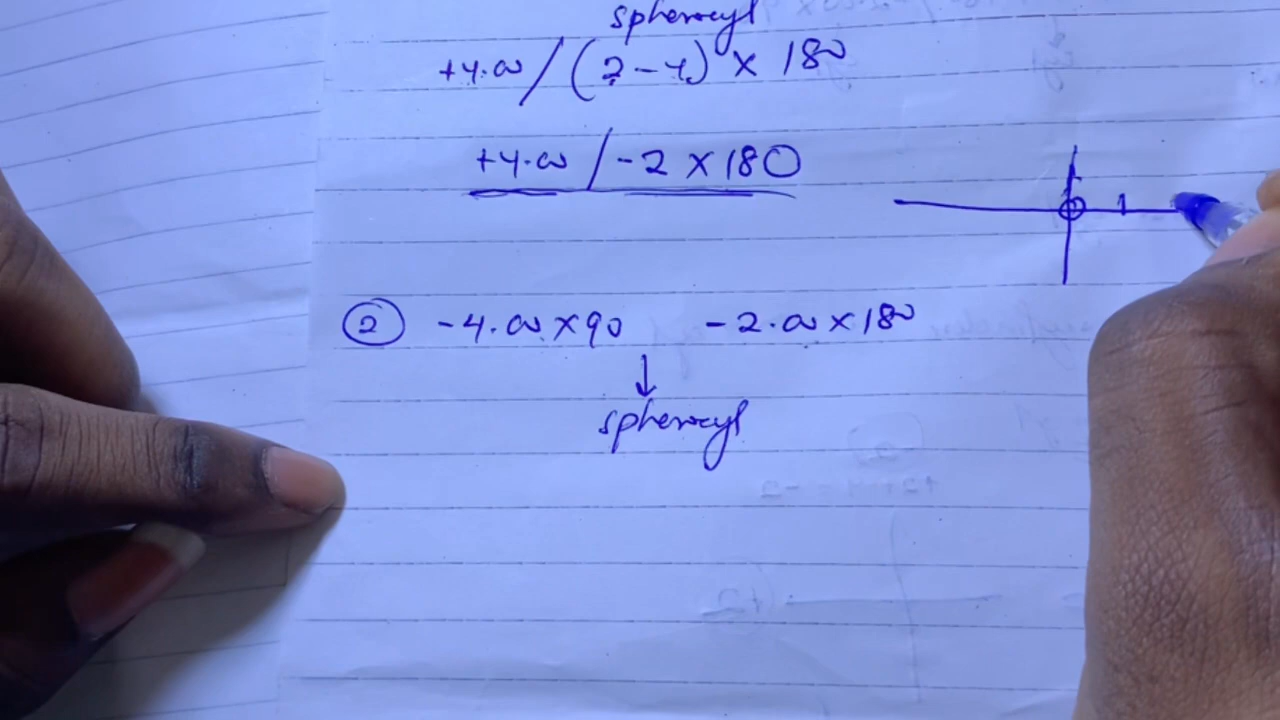 spherocyl
+4.00 / (2-4) × 180
+4.00 / -2 × 180
1
② -4.00 × 90 -2.00 × 180
↓
spherocyl